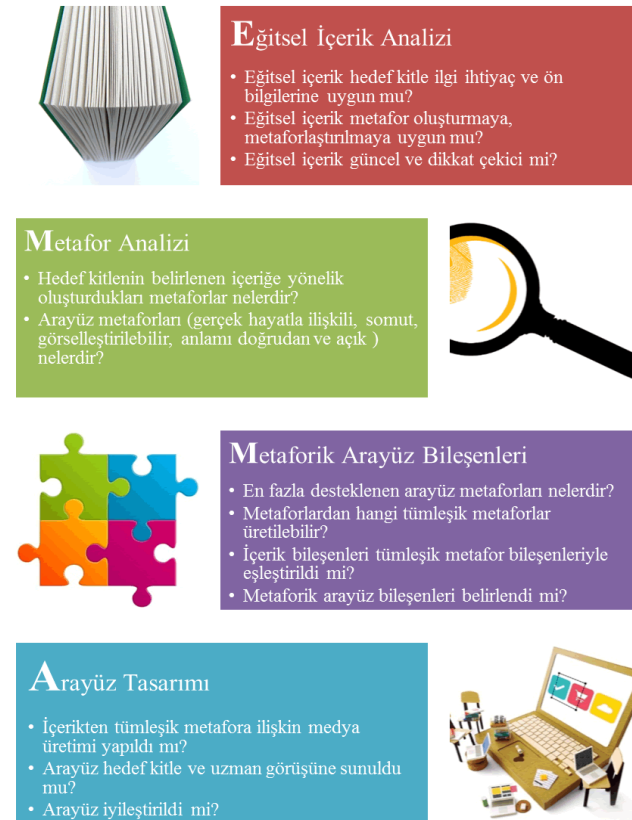 Eğitsel İçerik Analizi
• Eğitsel içerik hedef kitle ilgi ihtiyaç ve ön
bilgilerine uygun mu?
• Eğitsel içerik metafor oluşturmaya,
metaforlaştırılmaya uygun mu?
• Eğitsel içerik güncel ve dikkat çekici mi?
Metafor Analizi
• Hedef kitlenin belirlenen içeriğe yönelik
oluşturdukları metaforlar nelerdir?
• Arayüz metaforları (gerçek hayatla ilişkili, somut,
görselleştirilebilir, anlamı doğrudan ve açık )
nelerdir?
Metaforik Arayüz Bileşenleri
• En fazla desteklenen arayüz metaforları nelerdir?
• Metaforlardan hangi tümleşik metaforlar
üretilebilir?
• İçerik bileşenleri tümleşik metafor bileşenleriyle
eşleştirildi mi?
• Metaforik arayüz bileşenleri belirlendi mi?
Arayüz Tasarımı
• İçerikten tümleşik metafora ilişkin medya
üretimi yapıldı mı?
• Arayüz hedef kitle ve uzman görüşüne sunuldu
mu?
• Arayüz iyileştirildi mi?